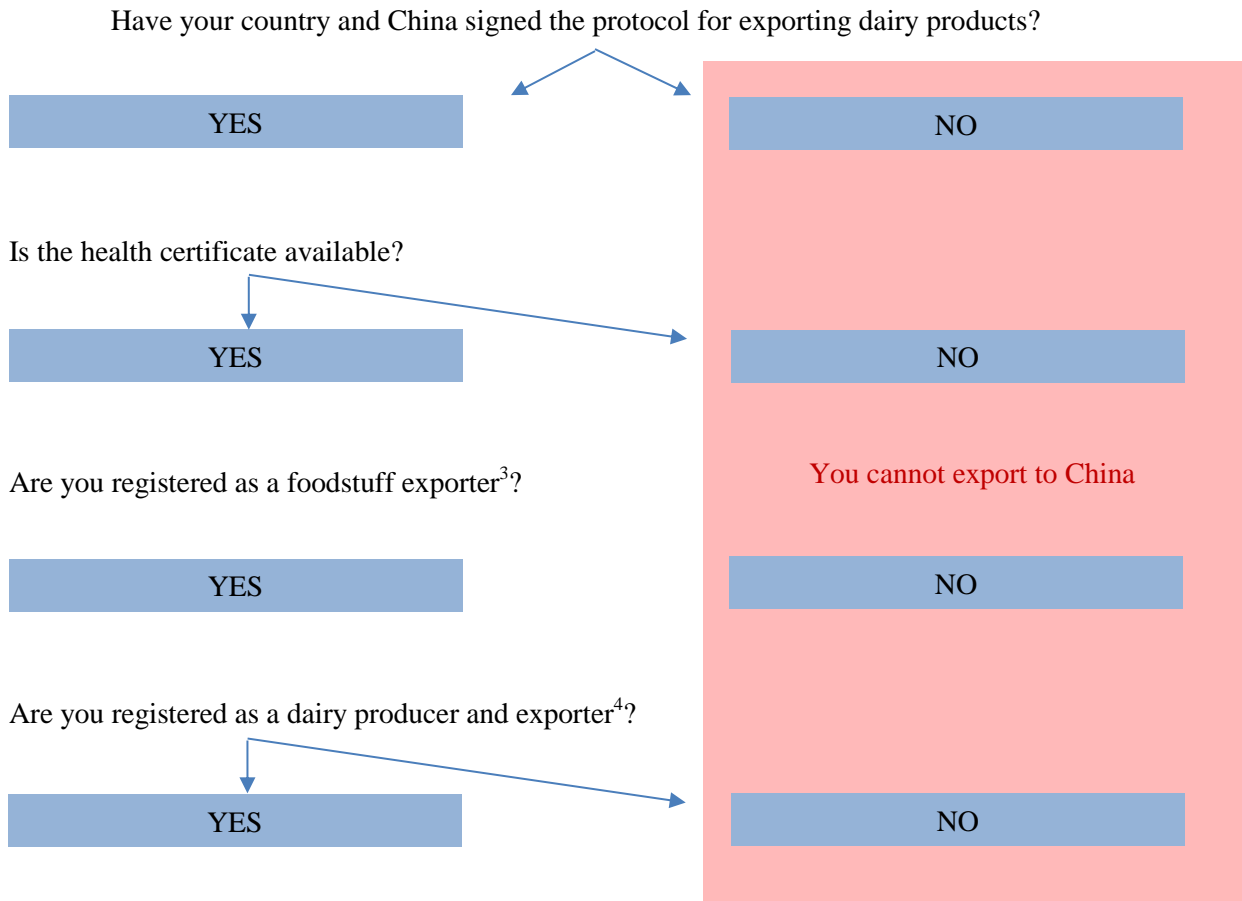 Have your country and China signed the protocol for exporting dairy products?
YES
NO
Is the health certificate available?
YES
NO
Are you registered as a foodstuff exporter³?
You cannot export to China
YES
NO
Are you registered as a dairy producer and exporter⁴?
YES
NO